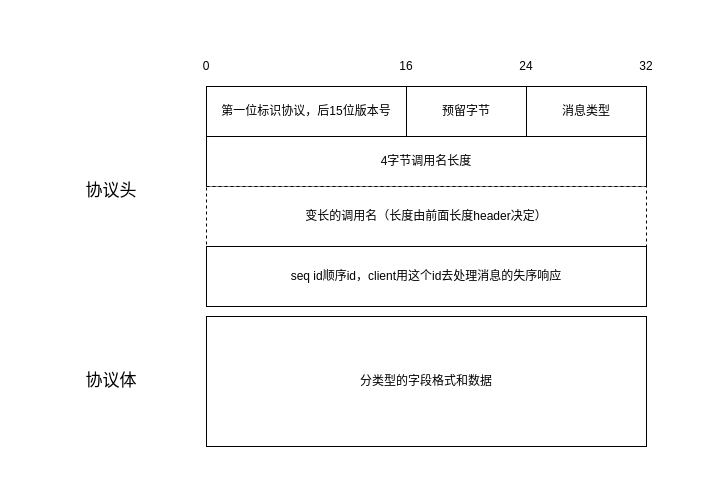 0 16 24 32
第一位标识协议，后15位版本号 预留字节 消息类型
4字节调用名长度
协议头
变长的调用名（长度由前面长度header决定）
seq id顺序id，client用这个id去处理消息的失序响应
协议体
分类型的字段格式和数据